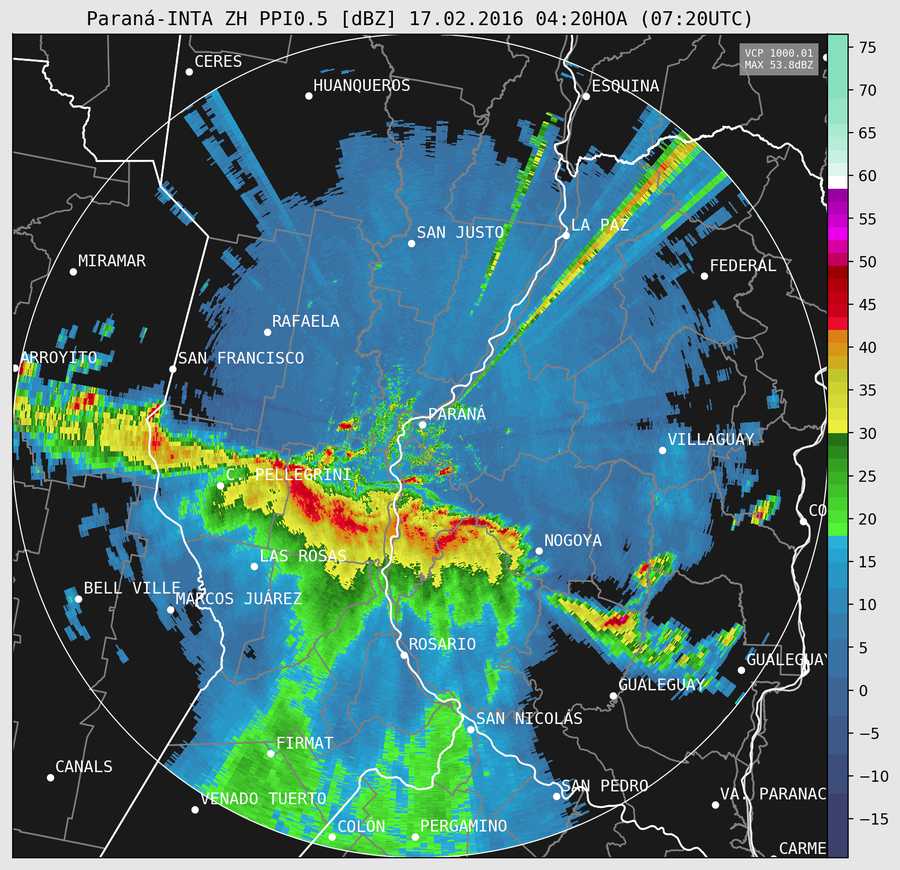 Paraná-INTA ZH PPI0.5 [dBZ] 17.02.2016 04:20HOA (07:20UTC)
VCP 1000.01
MAX 53.8dBZ
CERES
HUANQUEROS
ESQUINA
SAN JUSTO
LA PAZ
MIRAMAR
FEDERAL
RAFAELA
ARROYITO
SAN FRANCISCO
PARANÁ
VILLAGUAY
C. PELLEGRINI
CO
NOGOYA
LAS ROSAS
BELL VILLE
MARCOS JUÁREZ
ROSARIO
GUALEGUAY
GUALEGUAY
SAN NICOLÁS
FIRMAT
CANALS
SAN PEDRO
VENADO TUERTO
VA. PARANAC
COLÓN
PERGAMINO
CARME
75
70
65
60
55
50
45
40
35
30
25
20
15
10
5
0
−5
−10
−15